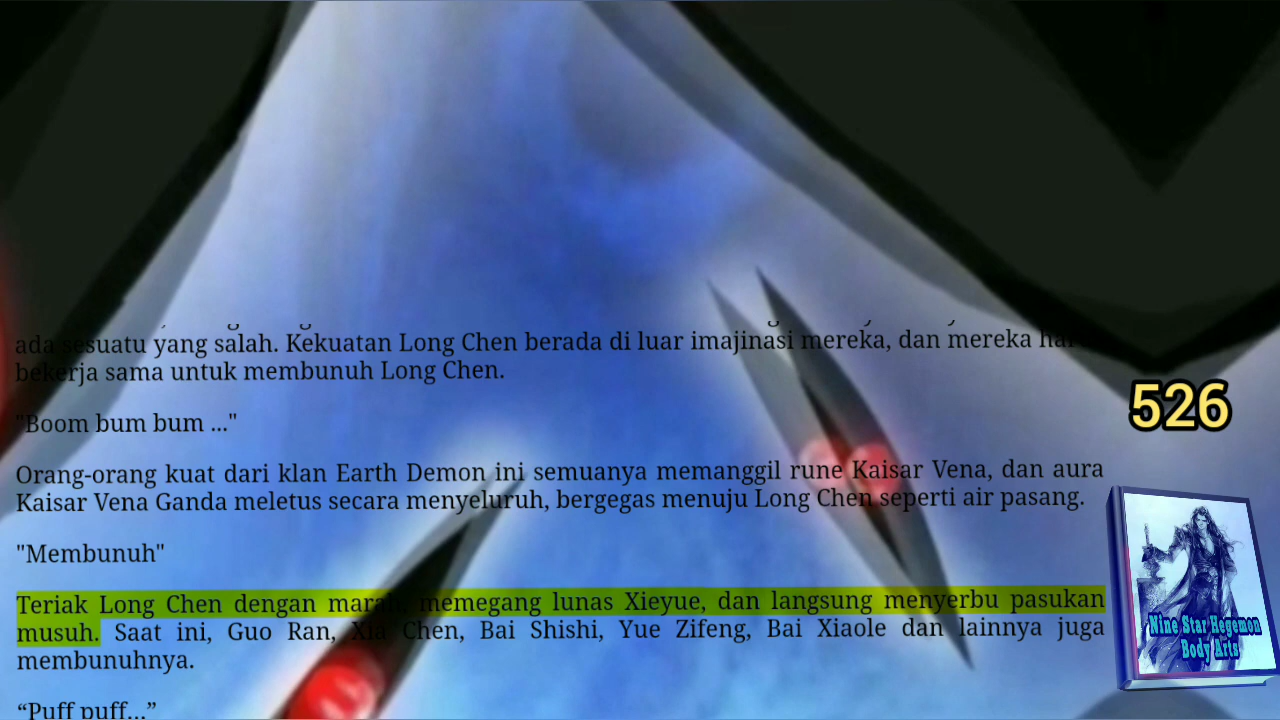 ada sesuatu yang salah. Kekuatan Long Chen berada di luar imajinasi mereka, dan mereka
bekerja sama untuk membunuh Long Chen.
"Boom bum bum ..."
Orang-orang kuat dari klan Earth Demon ini semuanya memanggil rune Kaisar Vena, dan aura
Kaisar Vena Ganda meletus secara menyeluruh, bergegas menuju Long Chen seperti air pasang.
"Membunuh"
Teriak Long Chen dengan marah, memegang lunas Xieyue, dan langsung menyerbu pasukan
musuh. Saat ini, Guo Ran, Xia Chen, Bai Shishi, Yue Zifeng, Bai Xiaole dan lainnya juga
membunuhnya.
“Puff puff...”
526
Nine Star Hegemon
Body Arts